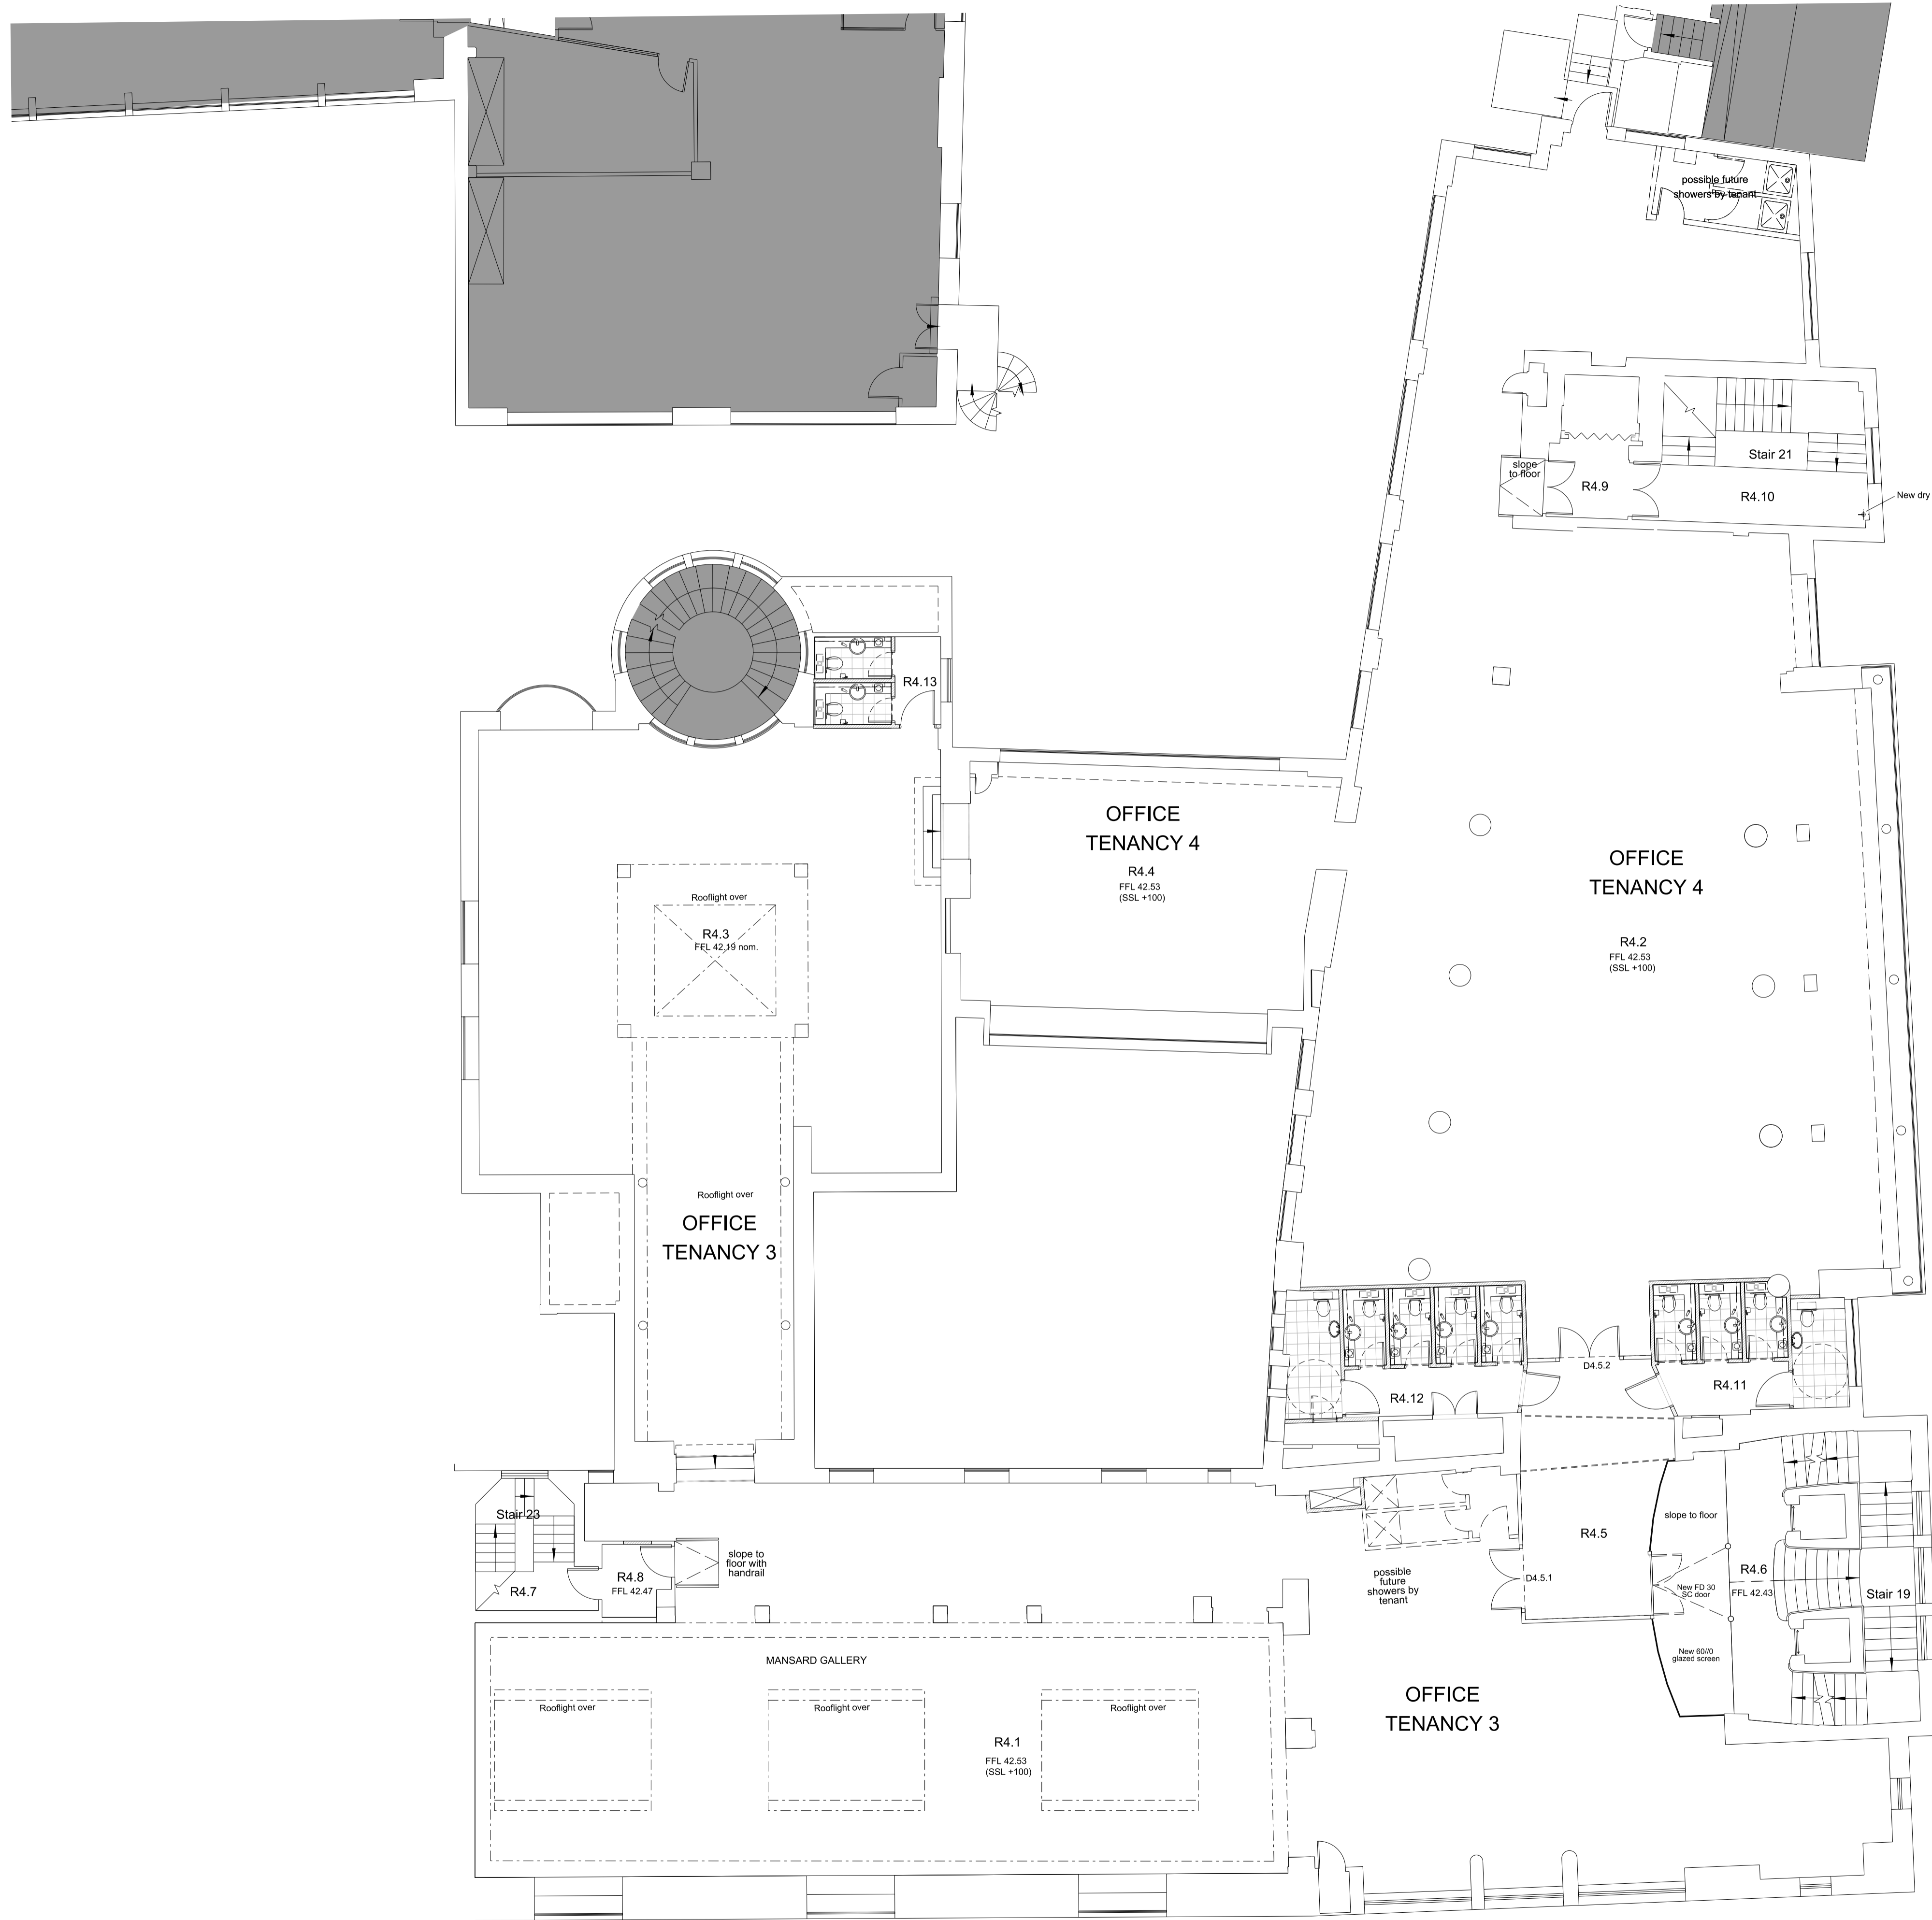 possible future
showers by tenant
Stair 21
slope
to floor
R4.9
R4.10
New dry
R4.13
OFFICE
TENANCY 4
R4.4
FFL 42.53
(SSL +100)
OFFICE
TENANCY 4
R4.2
FFL 42.53
(SSL +100)
Rooflight over
R4.3
FFL 42.19 nom.
Rooflight over
OFFICE
TENANCY 3
D4.5.2
R4.12
R4.11
Stair 23
R4.7
R4.8
FFL 42.47
slope to
floor with
handrail
possible
future
showers by
tenant
D4.5.1
R4.5
slope to floor
New FD 30
SC door
R4.6
FFL 42.43
Stair 19
New 60//0
glazed screen
MANSARD GALLERY
Rooflight over
Rooflight over
Rooflight over
R4.1
FFL 42.53
(SSL +100)
OFFICE
TENANCY 3